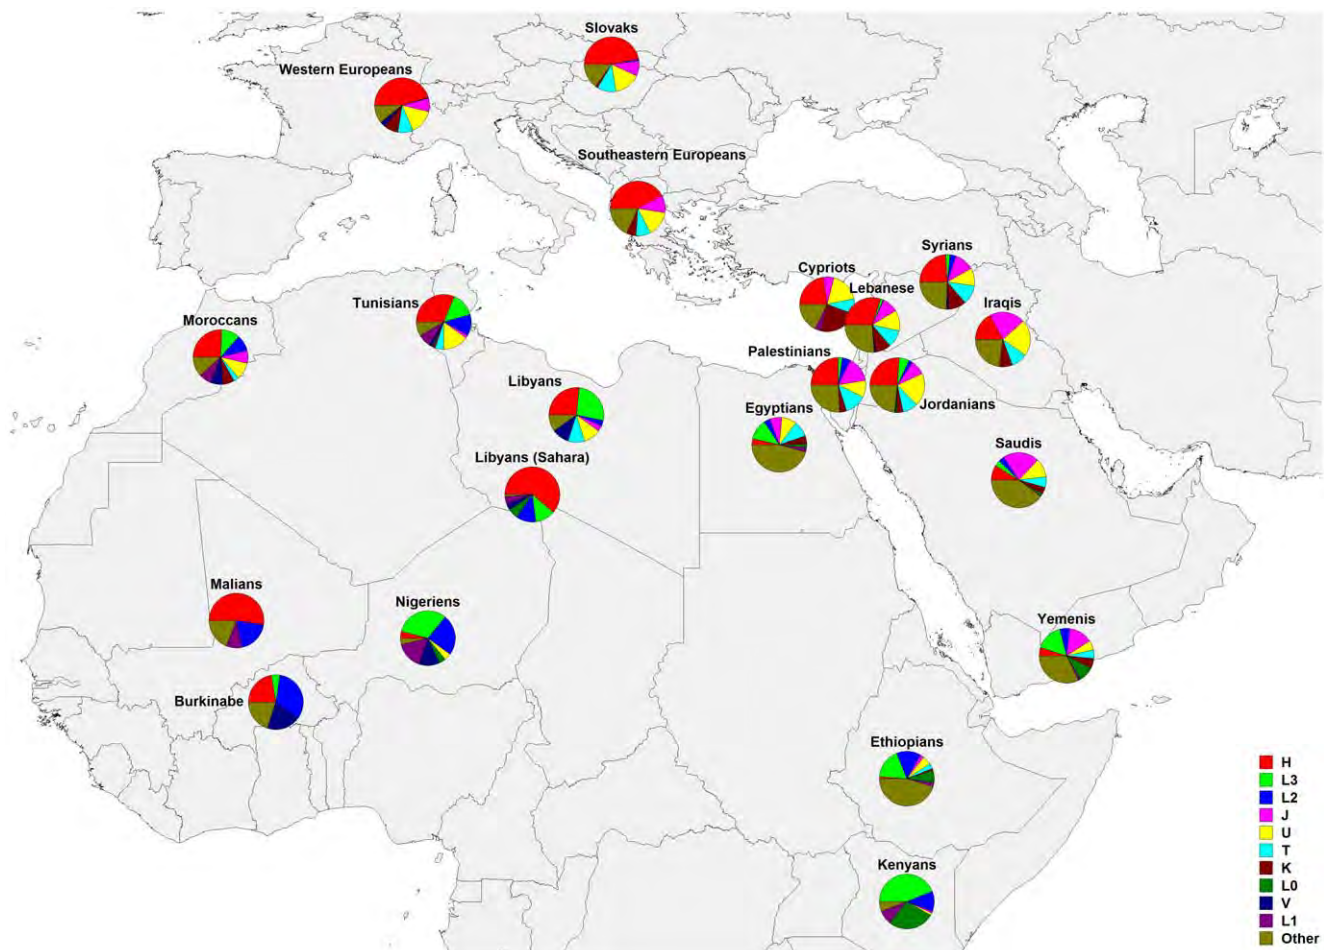 Slovaks
Western Europeans
Southeastern Europeans
Syrians
Cypriots
Lebanese
Iraqis
Tunisians
Moroccans
Palestinians
Libyans
Jordanians
Egyptians
Libyans (Sahara)
Saudis
Malians
Nigeriens
Yemenis
Burkinabe
Ethiopians
Kenyans
H
L3
L2
J
U
T
K
L0
V
L1
Other